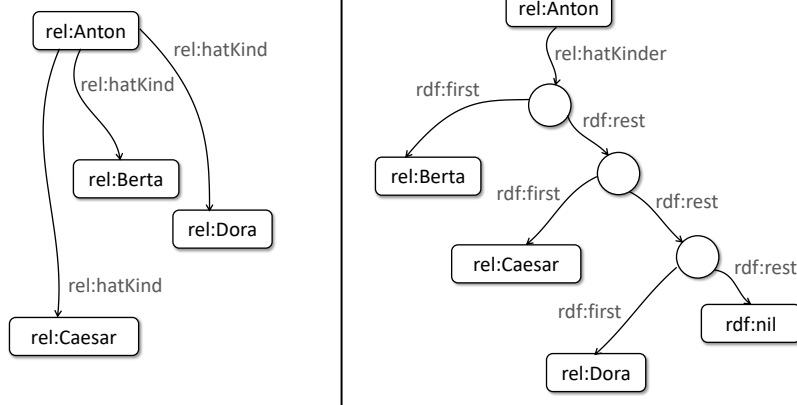 rel:Anton
rel:hatKind
rel:hatKind
rel:Berta
rel:Dora
rel:hatKind
rel:Caesar
rel:Anton
rel:hatKinder
rdf:first
rdf:rest
rel:Berta
rdf:first
rdf:rest
rel:Caesar
rdf:rest
rdf:first
rdf:nil
rel:Dora